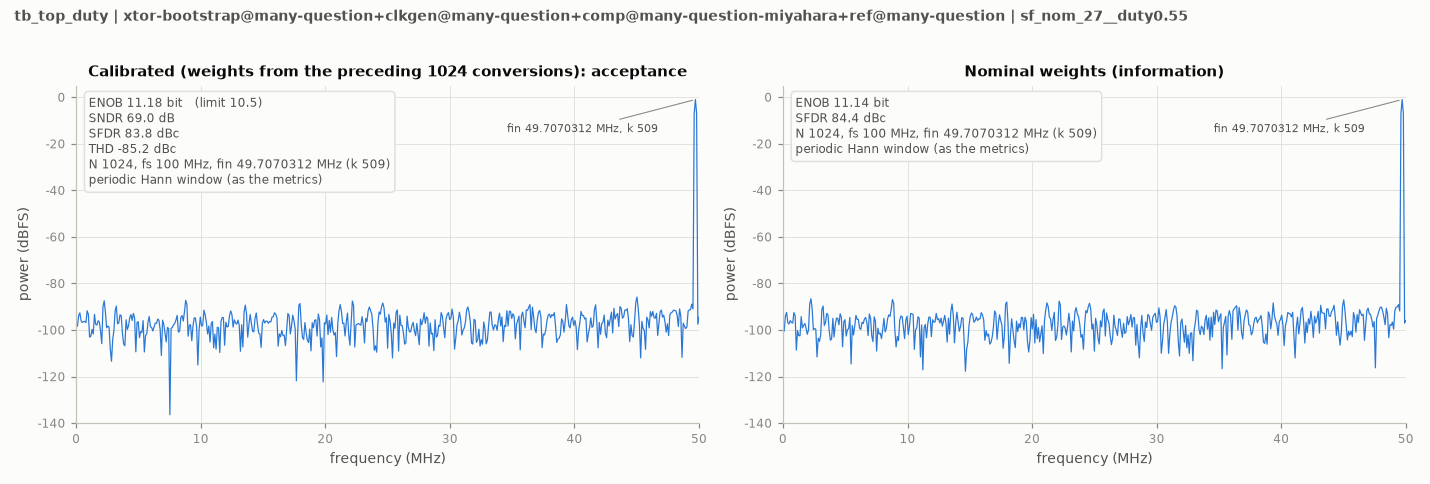 tb_top_duty | xtor-bootstrap@many-question+clkgen@many-question+comp@many-question-miyahara+ref@many-question | sf_nom_27__duty0.55
Calibrated (weights from the preceding 1024 conversions): acceptance
ENOB 11.18 bit (limit 10.5)
SNDR 69.0 dB
SFDR 83.8 dBc
THD -85.2 dBc
N 1024, fs 100 MHz, fin 49.7070312 MHz (k 509)
periodic Hann window (as the metrics)
fin 49.7070312 MHz, k 509
power (dBFS)
0
-20
-40
-60
-80
-100
-120
-140
0 10 20 30 40 50
frequency (MHz)
Nominal weights (information)
ENOB 11.14 bit
SFDR 84.4 dBc
N 1024, fs 100 MHz, fin 49.7070312 MHz (k 509)
periodic Hann window (as the metrics)
fin 49.7070312 MHz, k 509
power (dBFS)
0
-20
-40
-60
-80
-100
-120
-140
0 10 20 30 40 50
frequency (MHz)